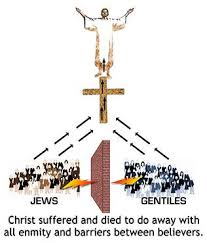 JEWS GENTILES
Christ suffered and died to do away with
all enmity and barriers between believers.